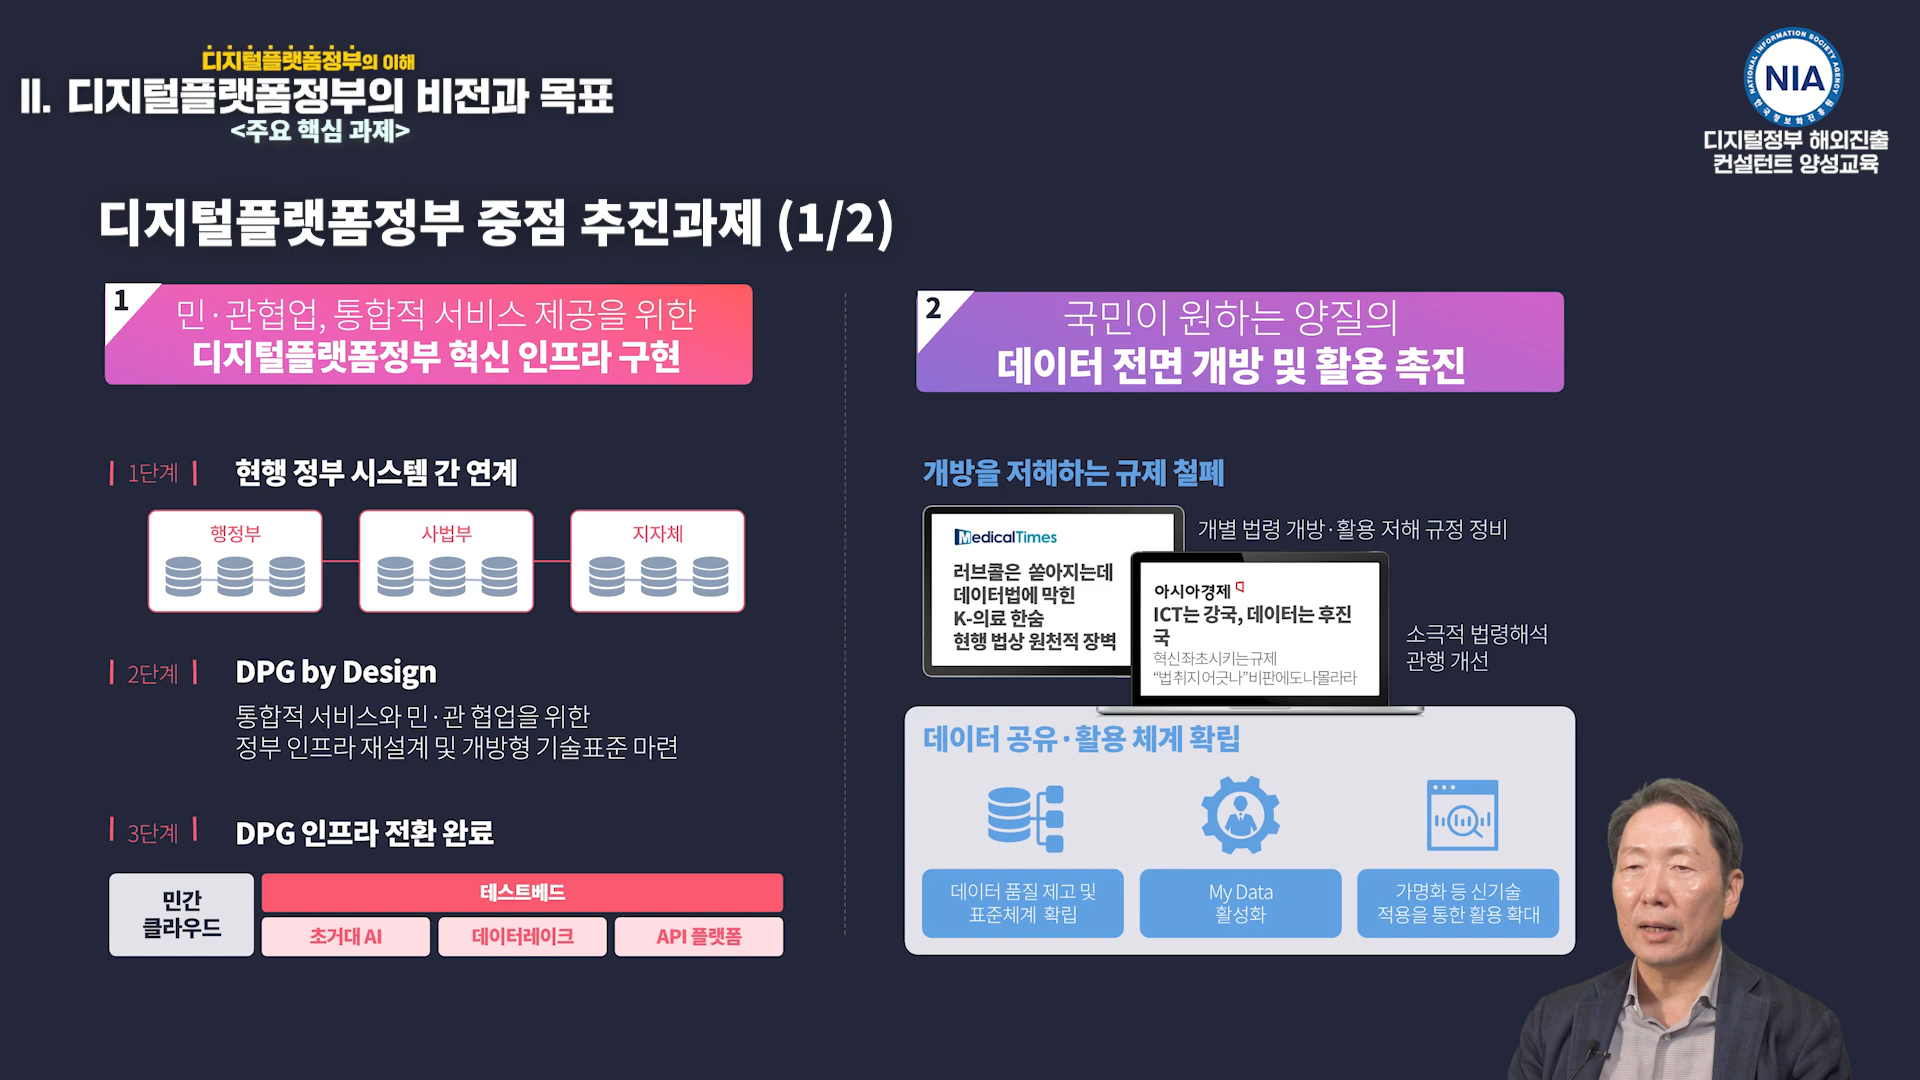 디지털플랫폼정부의 이해
II. 디지털플랫폼정부의 비전과 목표
<주요 핵심 과제>
NATIONAL INFORMATION SOCIETY AGENCY
NIA
한국정보화진흥원
디지털정부 해외진출
컨설턴트 양성교육
디지털플랫폼정부 중점 추진과제 (1/2)
1
민·관협업, 통합적 서비스 제공을 위한
디지털플랫폼정부 혁신 인프라 구현
1단계
현행 정부 시스템 간 연계
행정부
사법부
지자체
2단계
DPG by Design
통합적 서비스와 민·관 협업을 위한
정부 인프라 재설계 및 개방형 기술표준 마련
3단계
DPG 인프라 전환 완료
민간
클라우드
테스트베드
초거대 AI
데이터레이크
API 플랫폼
2
국민이 원하는 양질의
데이터 전면 개방 및 활용 촉진
개방을 저해하는 규제 철폐
MedicalTimes
러브콜은 쏟아지는데
데이터법에 막힌
K-의료 한숨
현행 법상 원천적 장벽
개별 법령 개방·활용 저해 규정 정비
아시아경제
ICT는 강국, 데이터는 후진
국
혁신좌초시키는규제
“법취지어긋나”비판에도나몰라라
소극적 법령해석
관행 개선
데이터 공유·활용 체계 확립
데이터 품질 제고 및
표준체계 확립
My Data
활성화
가명화 등 신기술
적용을 통한 활용 확대